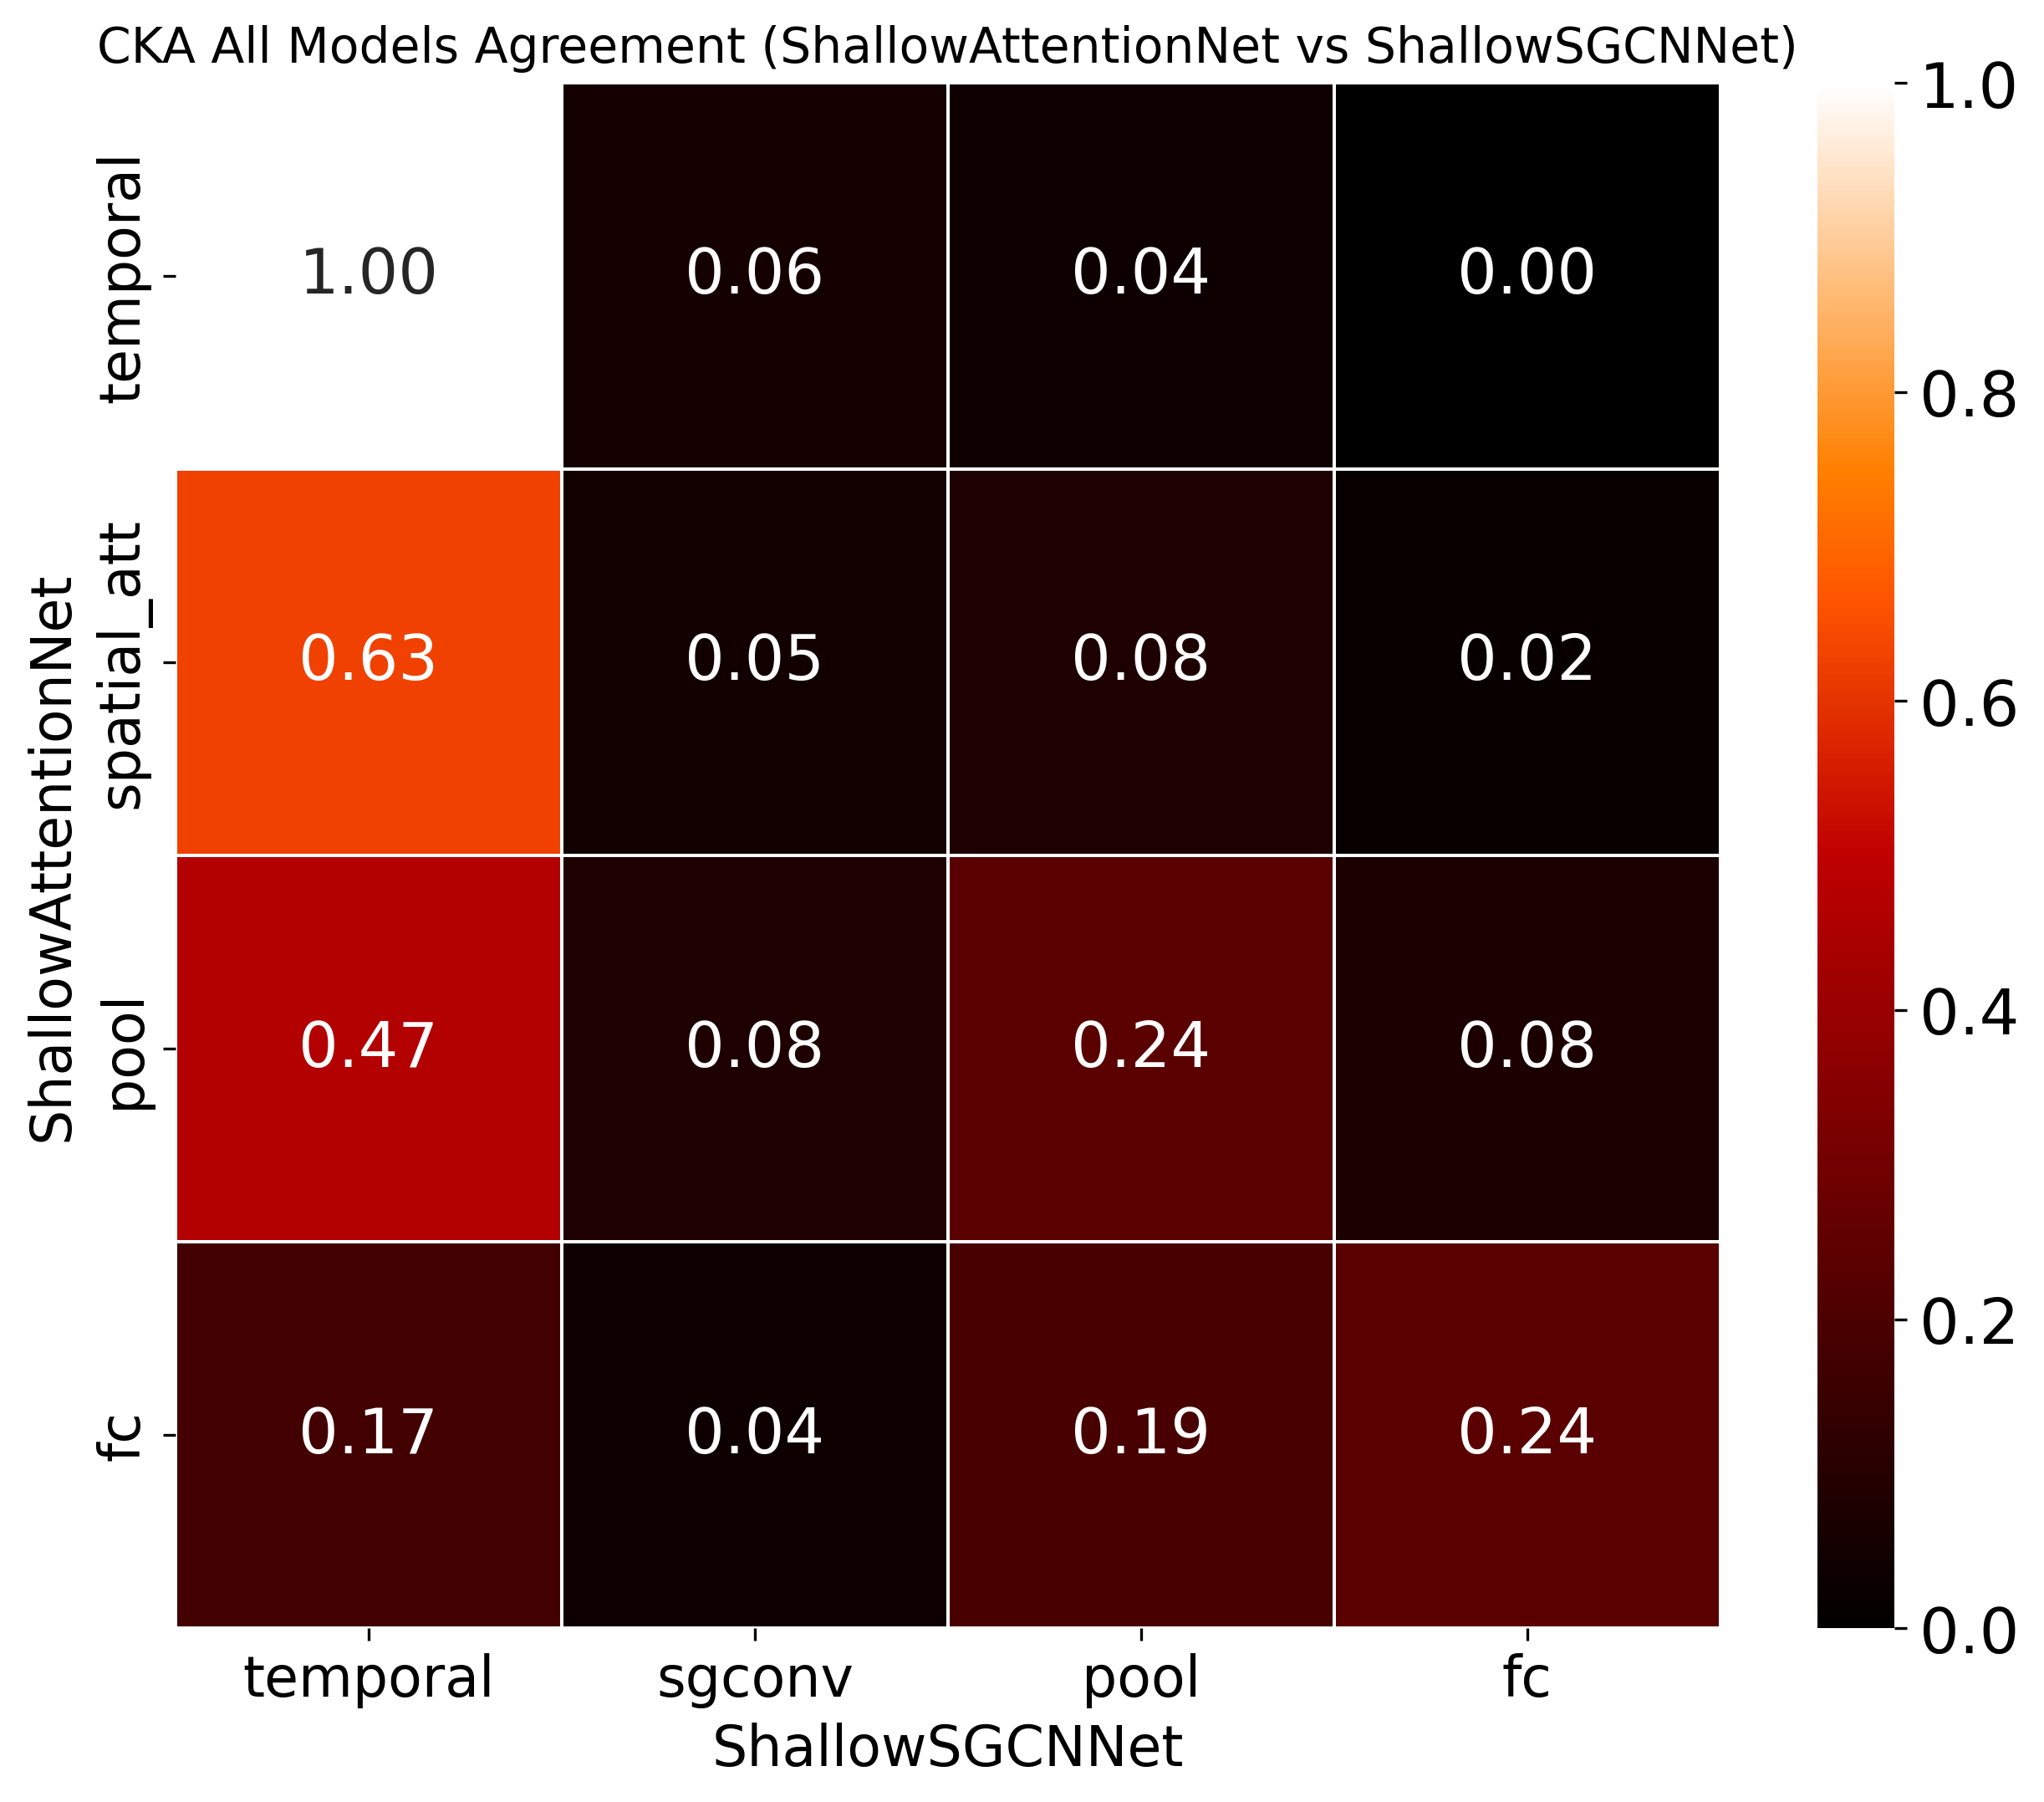 CKA All Models Agreement (ShallowAttentionNet vs ShallowSGCNNet)
ShallowAttentionNet
temporal
1.00 0.06 0.04 0.00
spatial_att
0.63 0.05 0.08 0.02
pool
0.47 0.08 0.24 0.08
fc
0.17 0.04 0.19 0.24
temporal sgconv pool fc
ShallowSGCNNet
1.0
0.8
0.6
0.4
0.2
0.0